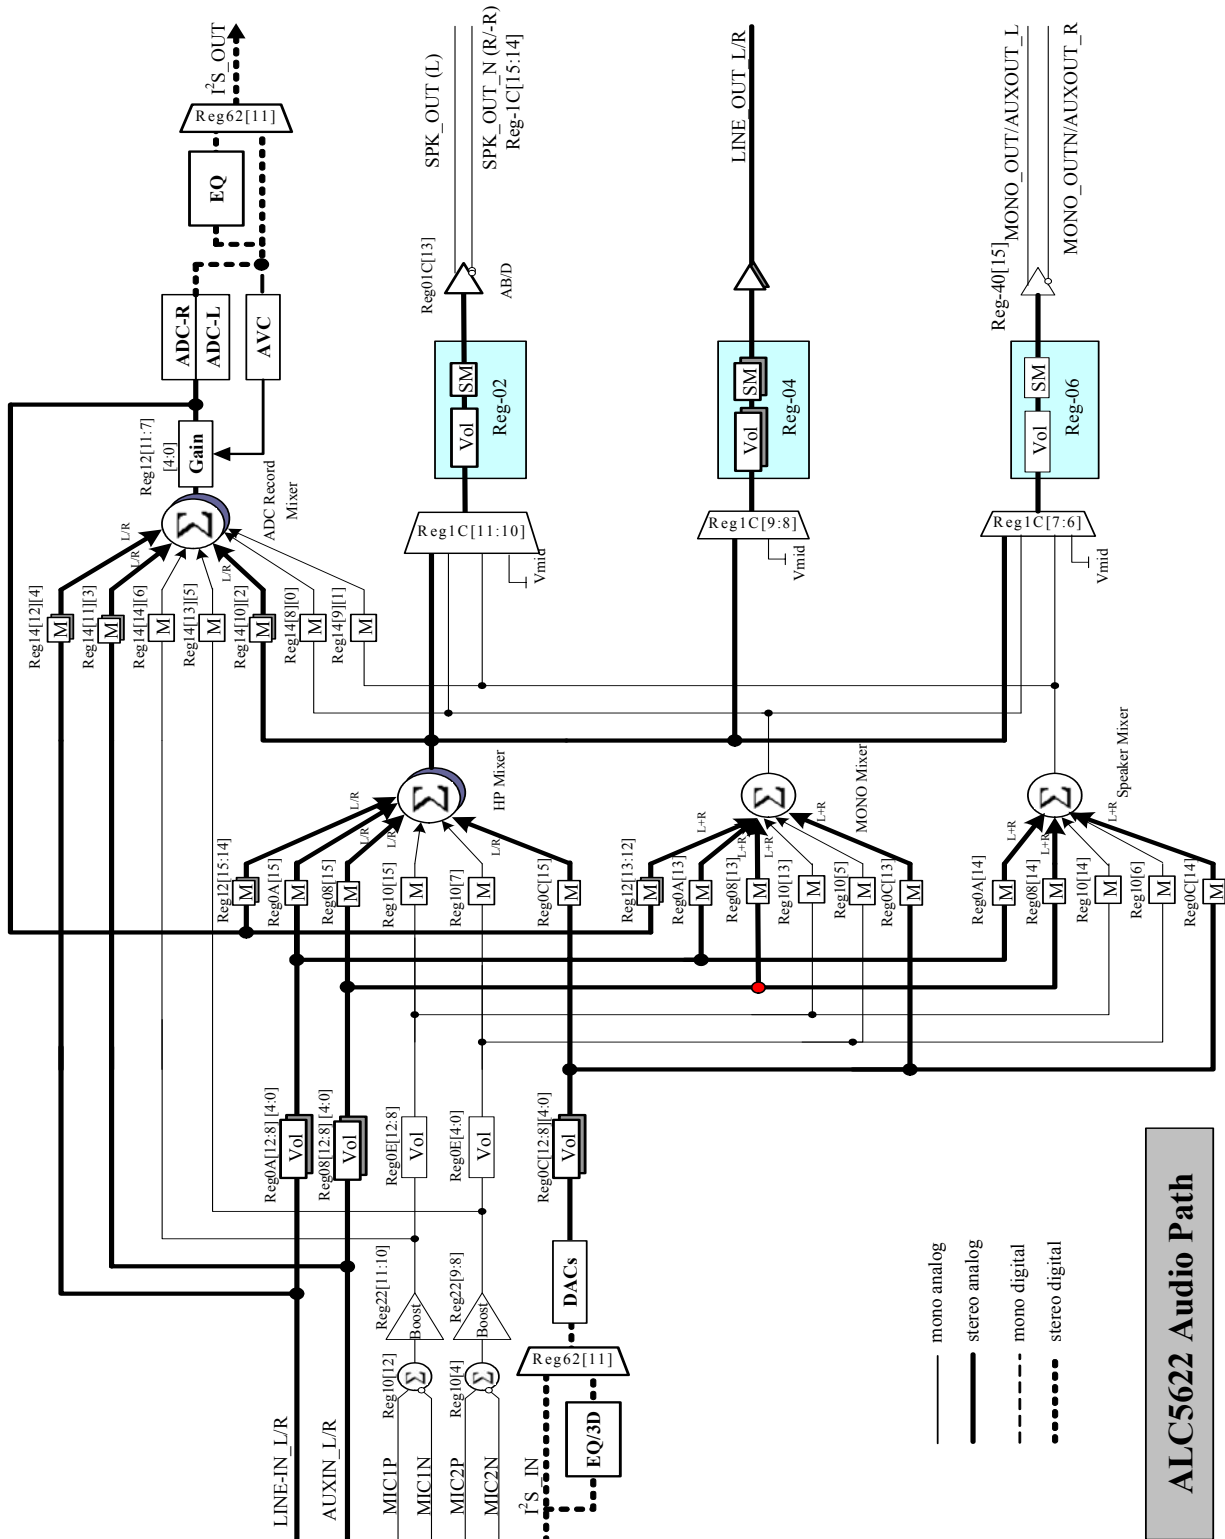 LINE-IN_L/R
AUXIN_L/R
MIC1P
MIC1N
MIC2P
MIC2N
I²S_IN
EQ/3D
Reg62[11]
DACs
Reg10[12]
Σ
Reg10[4]
Σ
Reg22[11:10]
Boost
Reg22[9:8]
Boost
Reg0A[12:8] [4:0]
Vol
Reg08[12:8] [4:0]
Vol
Reg0E[12:8]
Vol
Reg0E[4:0]
Vol
Reg0C[12:8][4:0]
Vol
Reg12[15:14]
M
Reg0A[15]
M
Reg08[15]
M
Reg10[15]
M
Reg10[7]
M
Reg0C[15]
M
L/R
L/R
L/R
L/R
Σ
HP Mixer
Reg12[13:12]
M
Reg0A[13]
M
Reg08[13]
M
Reg10[13]
M
Reg10[5]
M
Reg0C[13]
M
L+R
L+R
L+R
L+R
Σ
MONO Mixer
Reg0A[14]
M
Reg08[14]
M
Reg10[14]
M
Reg10[6]
M
Reg0C[14]
M
L+R
L+R
L+R
Σ
Speaker Mixer
Reg14[12][4]
M
Reg14[11][3]
M
Reg14[14][6]
M
Reg14[13][5]
M
Reg14[10][2]
M
Reg14[8][0]
M
Reg14[9][1]
M
L/R
L/R
L/R
Σ
ADC Record
Mixer
Reg12[11:7]
[4:0]
Gain
ADC-R
ADC-L
AVC
EQ
Reg62[11]
I²S_OUT
Reg1C[11:10]
Vmid
Vol
SM
Reg-02
Reg01C[13]
AB/D
SPK_OUT (L)
SPK_OUT_N (R/-R)
Reg-1C[15:14]
Reg1C[9:8]
Vmid
Vol
SM
Reg-04
LINE_OUT_L/R
Reg1C[7:6]
Vmid
Vol
SM
Reg-06
Reg-40[15]
MONO_OUT/AUXOUT_L
MONO_OUTN/AUXOUT_R
mono analog
stereo analog
mono digital
stereo digital
ALC5622 Audio Path